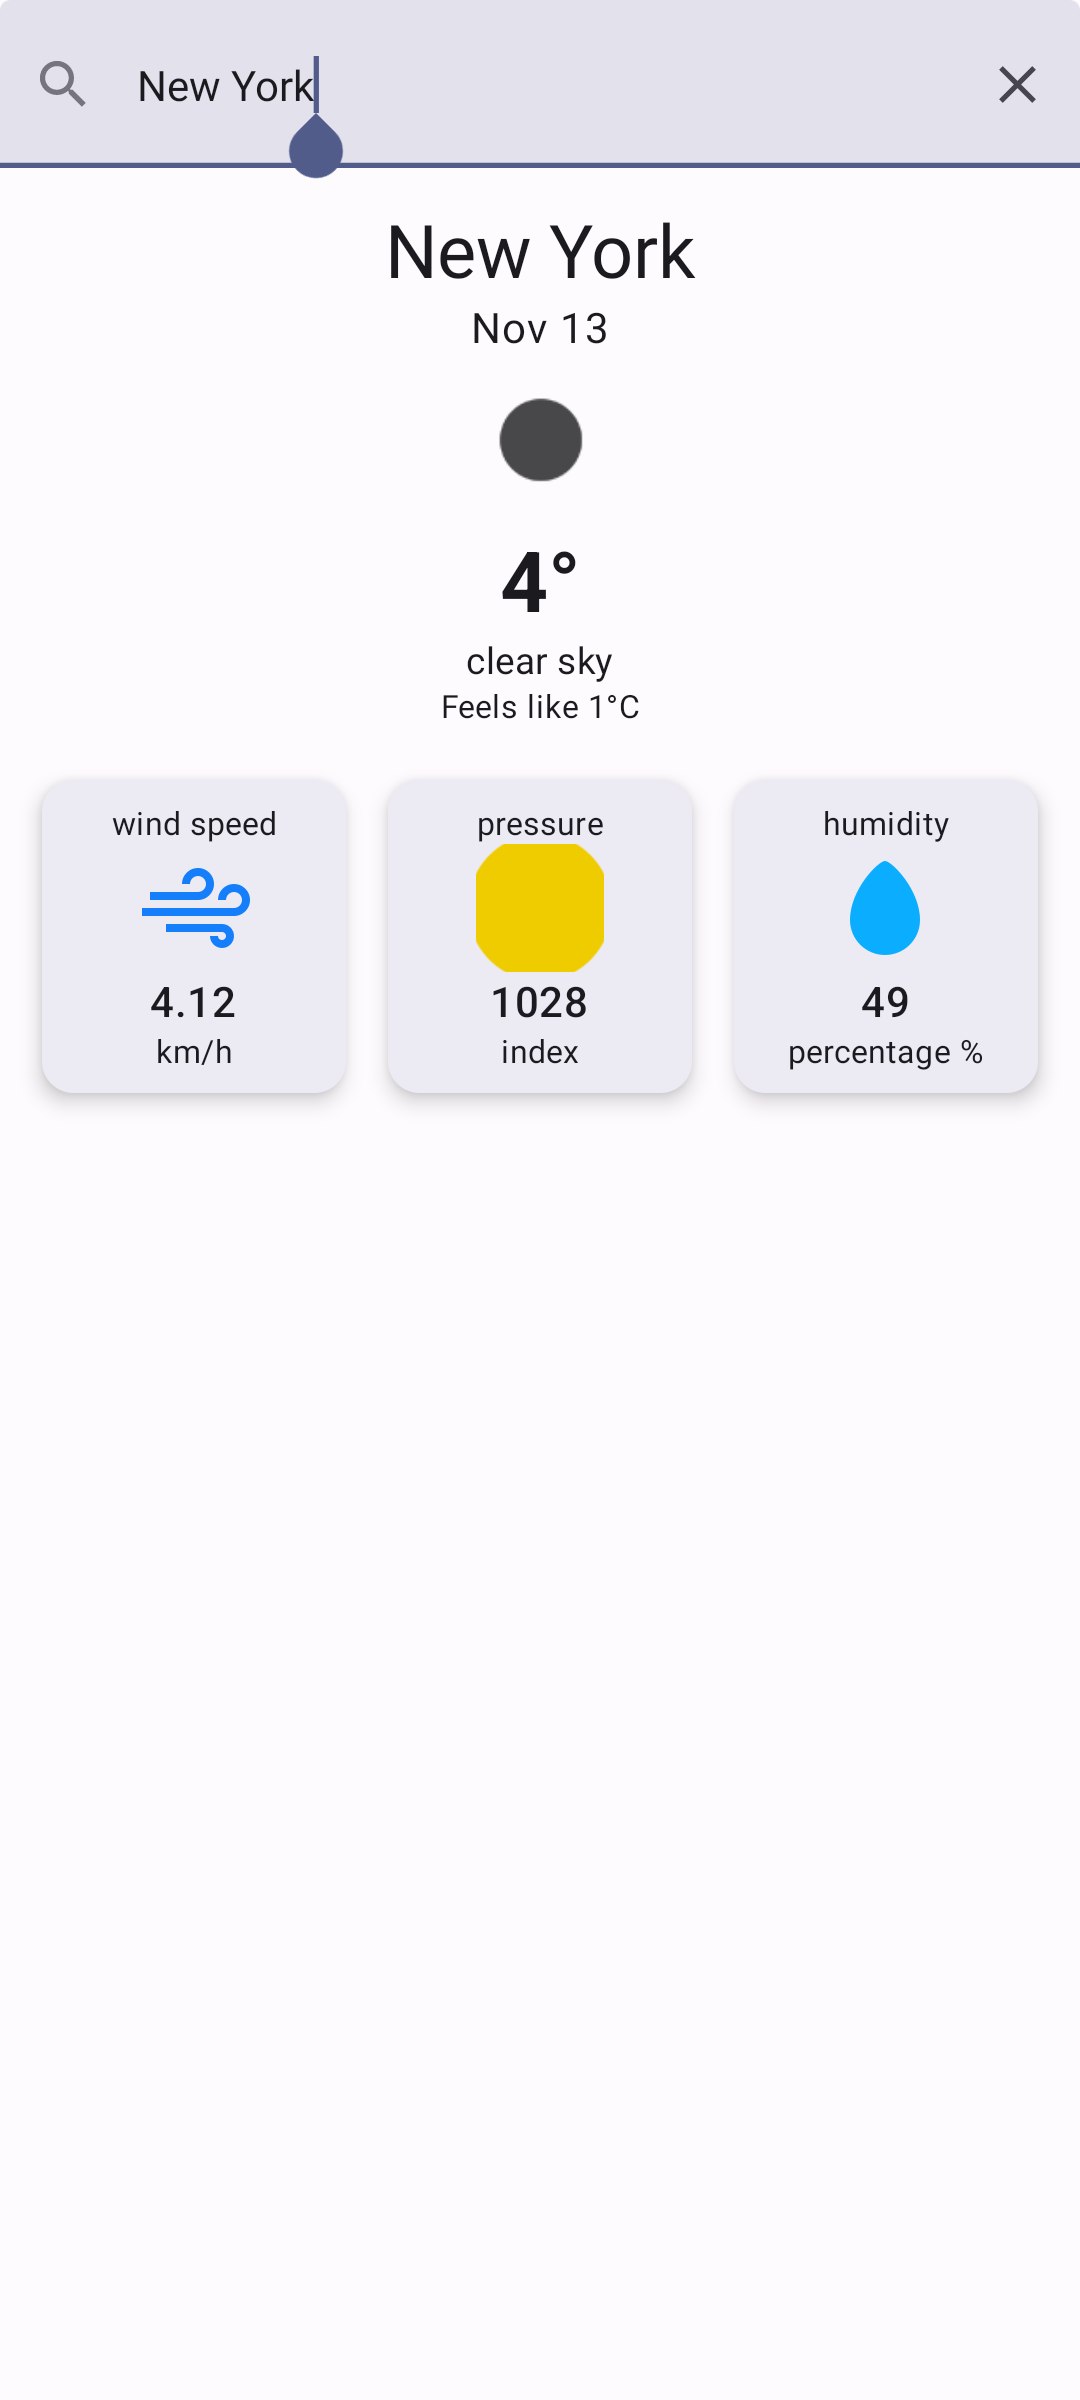 New York
New York
Nov 13
4°
clear sky
Feels like 1°C
wind speed
4.12
km/h
pressure
1028
index
humidity
49
percentage %